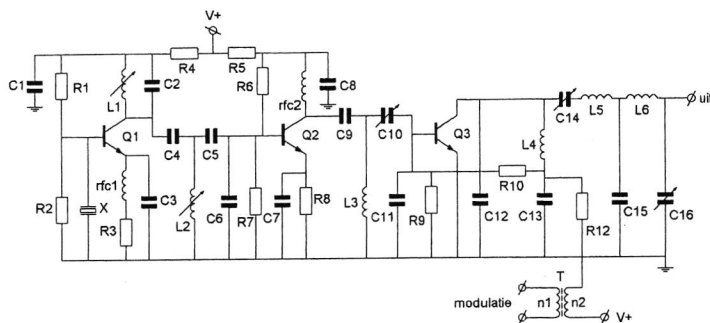 V+
C1
R1
L1
C2
R4
R5
R6
rfc2
C8
Q1
C4
C5
Q2
C9
C10
Q3
C14
L5
L6
uit
rfc1
R2
X
R3
C3
L2
C6
R7
C7
R8
L3
C11
R9
R10
L4
C12
C13
R12
C15
C16
T
modulatie
n1
n2
V+